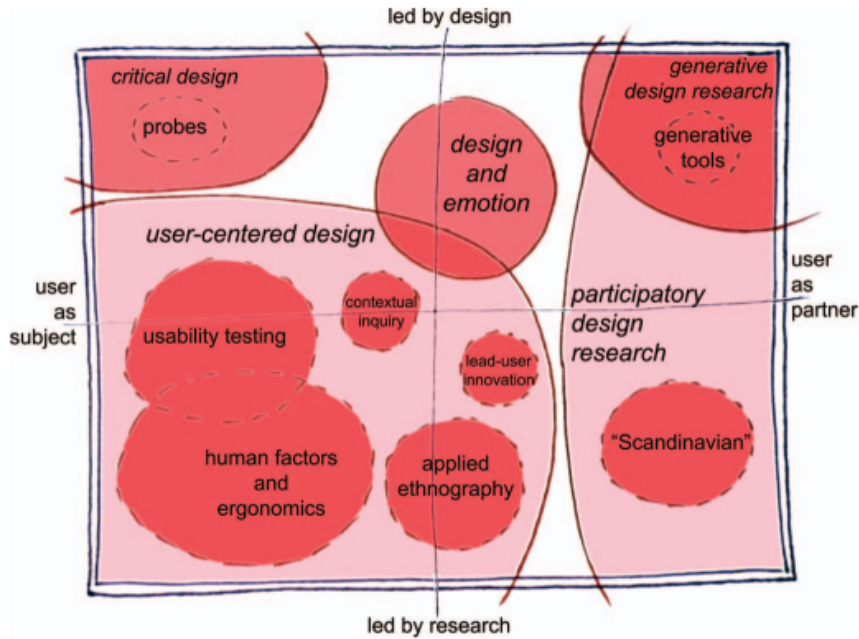 led by design
critical design
probes
generative
design research
generative
tools
design
and
emotion
user-centered design
user
as
subject
contextual
inquiry
usability testing
participatory
design
research
user
as
partner
lead-user
innovation
human factors
and
ergonomics
applied
ethnography
“Scandinavian”
led by research